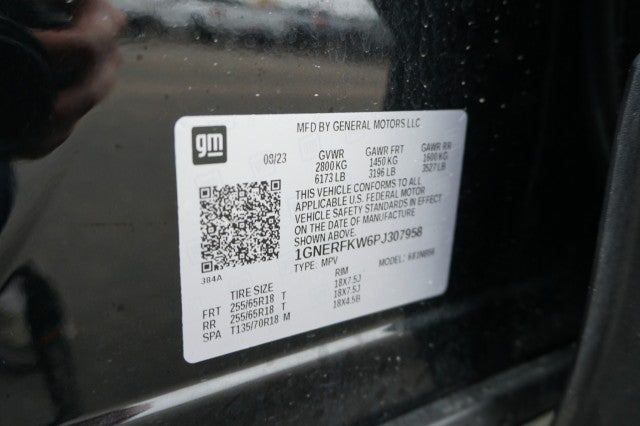 MFD BY GENERAL MOTORS LLC
gm
09/23
GVWR GAWR FRT GAWR RR
2800 KG 1450 KG 1600 KG
6173 LB 3196 LB 3527 LB
THIS VEHICLE CONFORMS TO ALL
APPLICABLE U.S. FEDERAL MOTOR
VEHICLE SAFETY STANDARDS IN EFFECT
ON THE DATE OF MANUFACTURE
SHOWN ABOVE.
1GNERFKW6PJ307958
TYPE: MPV MODEL:
384A
TIRE SIZE RIM
FRT 255/65R18 T 18X7.5J
RR 255/65R18 T 18X7.5J
SPA T135/70R18 M 18X4.5B